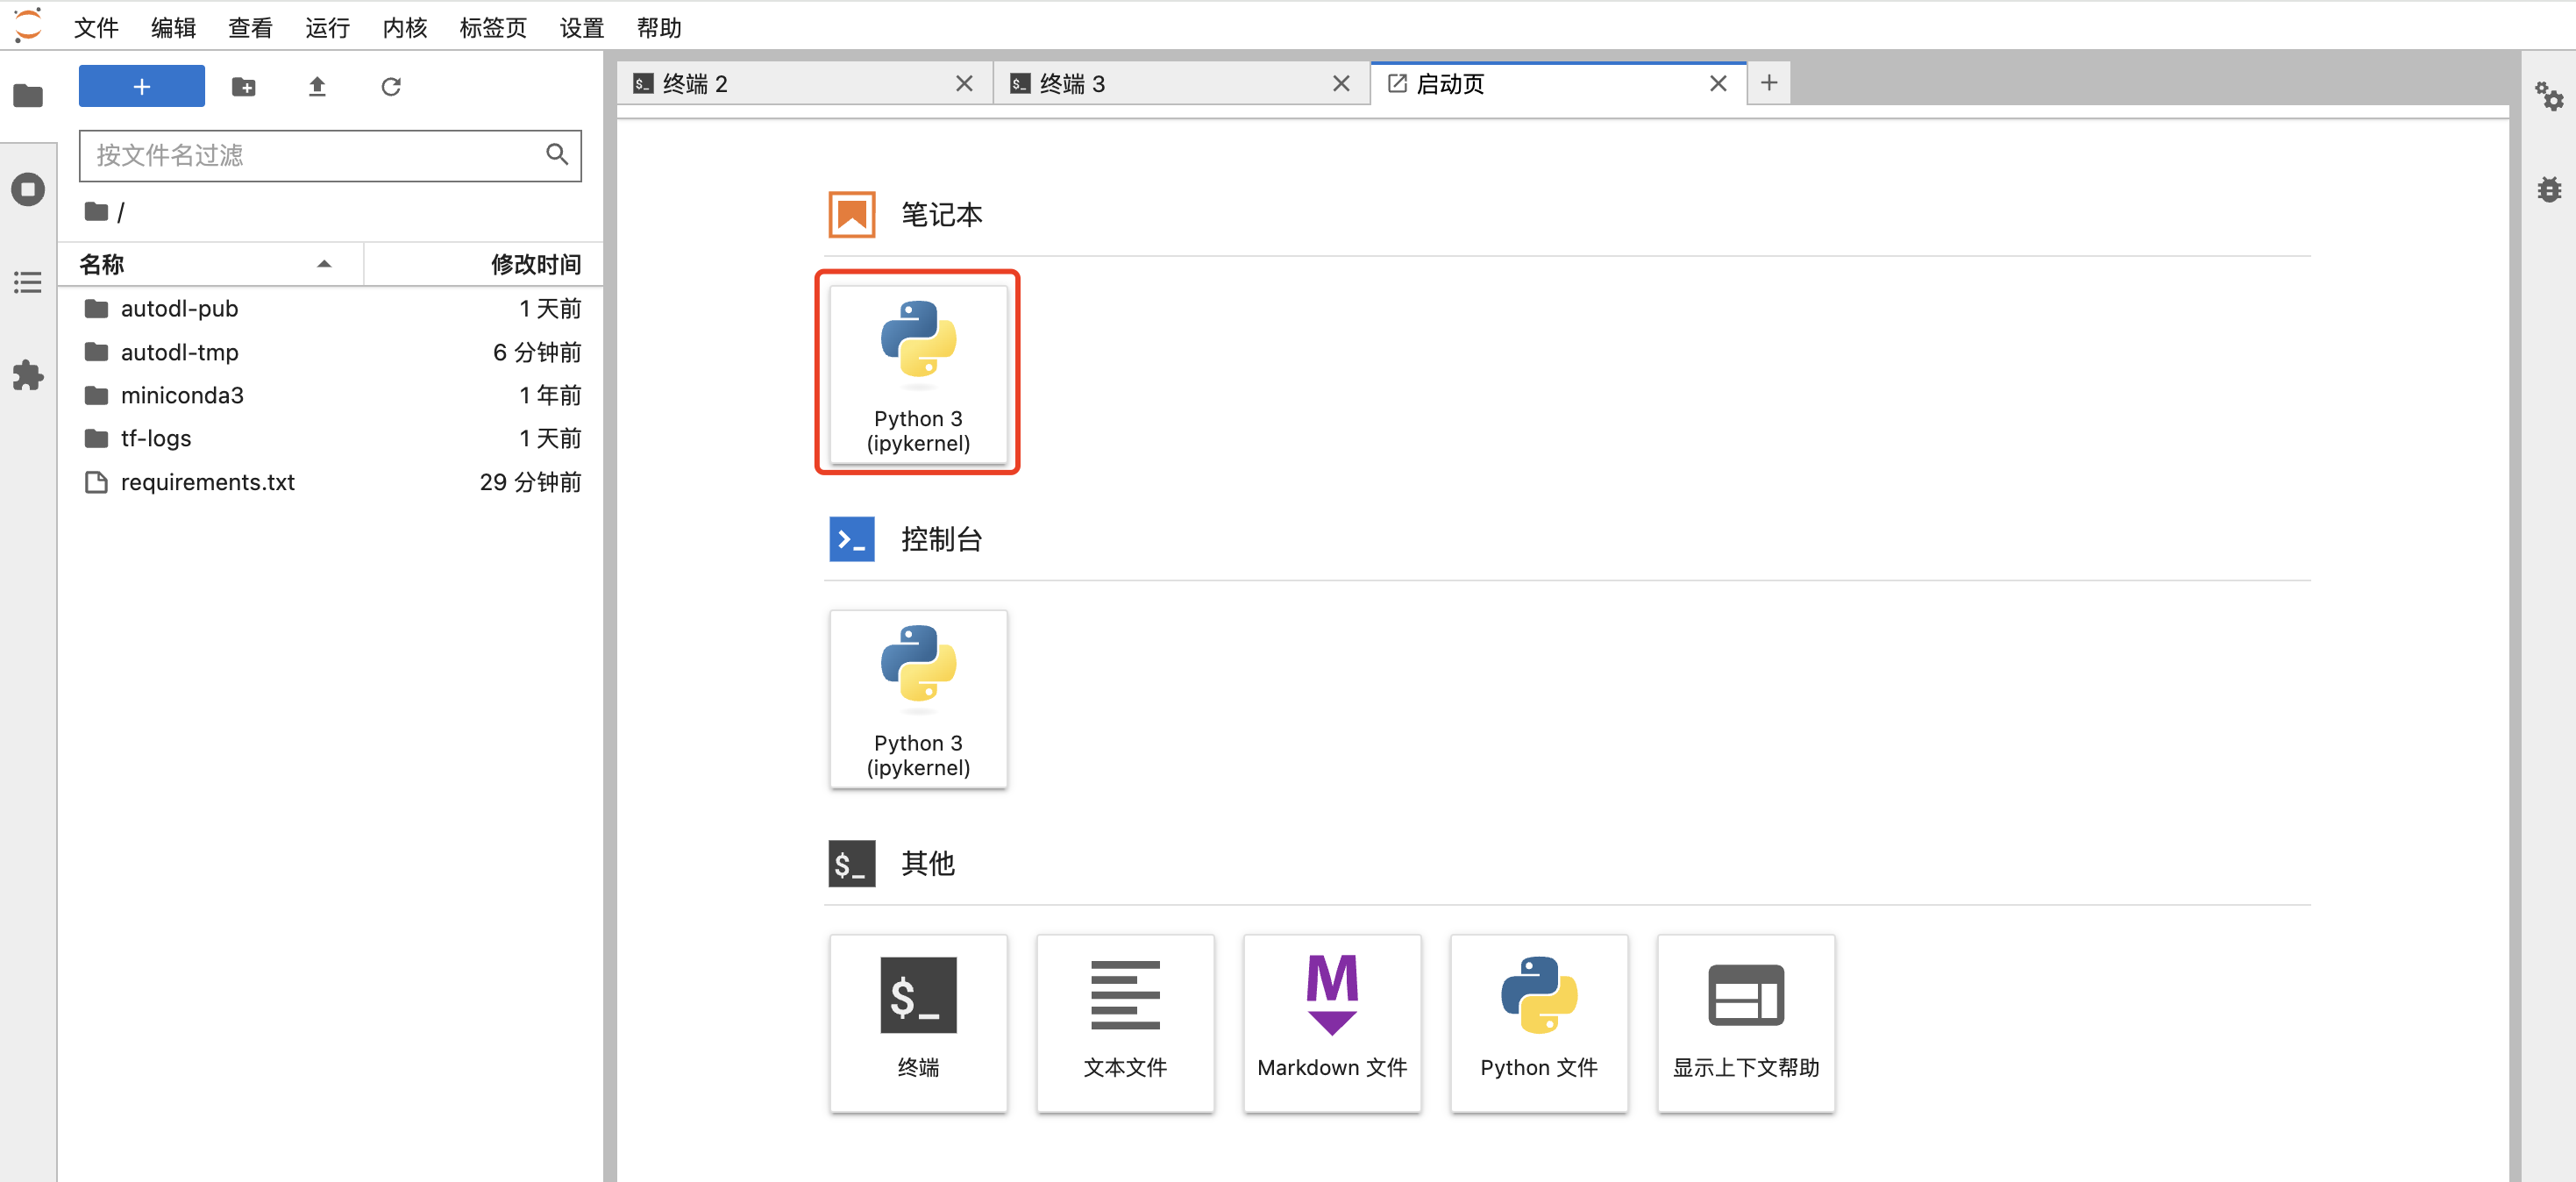 文件 编辑 查看 运行 内核 标签页 设置 帮助
终端 2
终端 3
启动页
按文件名过滤
/
名称 修改时间
autodl-pub 1 天前
autodl-tmp 6 分钟前
miniconda3 1 年前
tf-logs 1 天前
requirements.txt 29 分钟前
笔记本
Python 3
(ipykernel)
控制台
Python 3
(ipykernel)
$_ 其他
$_
M
终端
文本文件
Markdown 文件
Python 文件
显示上下文帮助